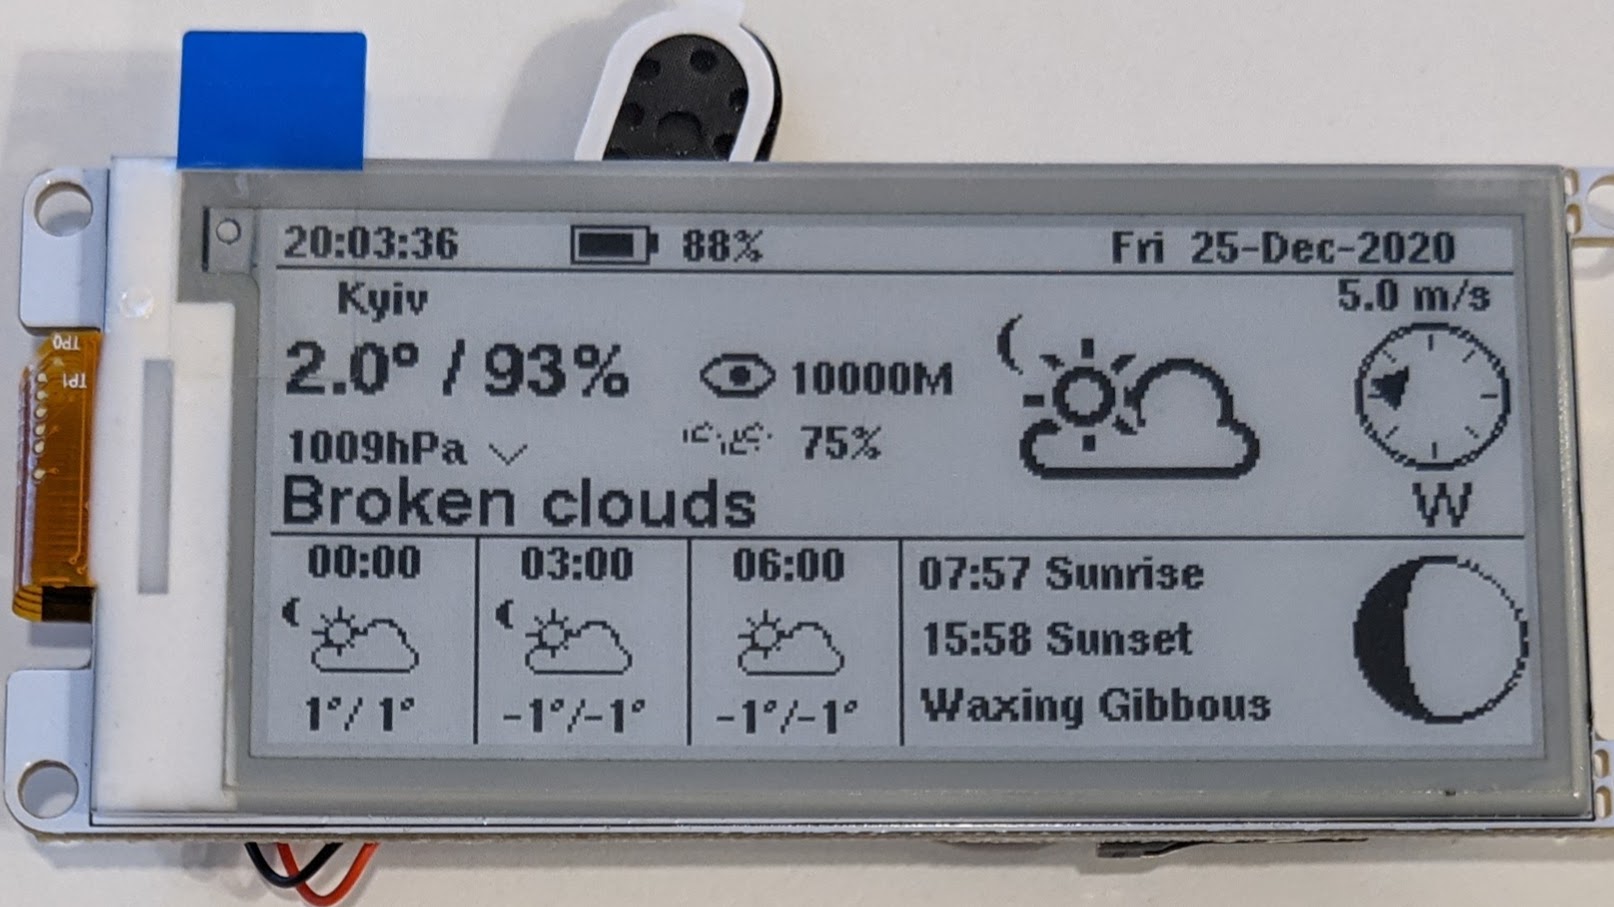 20:03:36 88% Fri 25-Dec-2020
Kyiv 5.0 m/s
2.0° / 93% 10000M
1009hPa 75%
Broken clouds W
00:00 03:00 06:00
1°/ 1° -1°/-1° -1°/-1°
07:57 Sunrise
15:58 Sunset
Waxing Gibbous
TP0
TP1